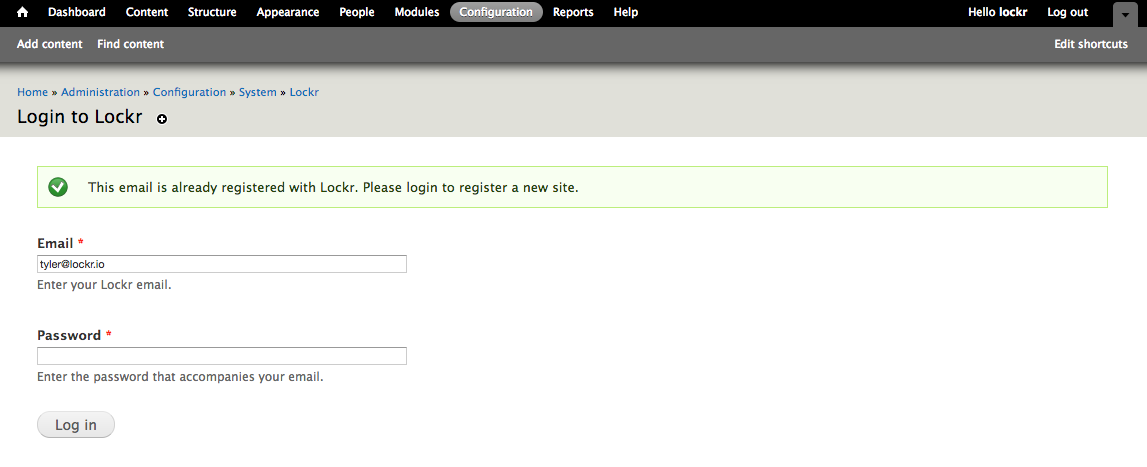 Dashboard Content Structure Appearance People Modules Configuration Reports Help Hello lockr Log out
Add content Find content Edit shortcuts
Home » Administration » Configuration » System » Lockr
Login to Lockr
This email is already registered with Lockr. Please login to register a new site.
Email *
tyler@lockr.io
Enter your Lockr email.
Password *
Enter the password that accompanies your email.
Log in